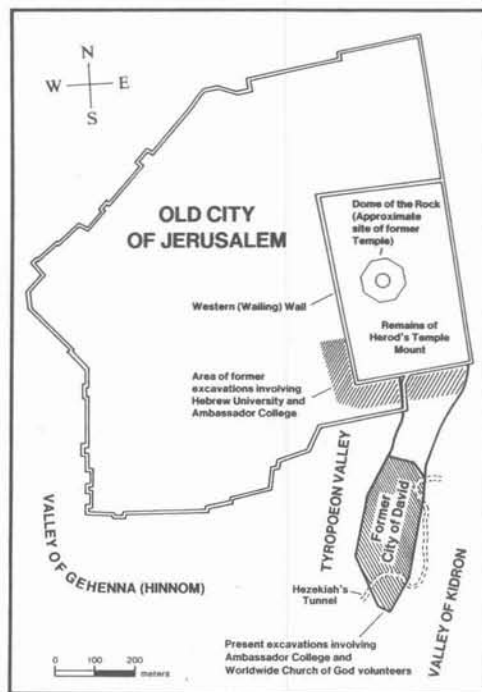 N
W E
S
OLD CITY
OF JERUSALEM
Dome of the Rock
(Approximate
site of former
Temple)
Western (Wailing) Wall
Remains of
Herod's Temple
Mount
Area of former
excavations involving
Hebrew University and
Ambassador College
TYROPOEON VALLEY
Former
City of David
VALLEY OF GEHENNA (HINNOM)
Hezekiah's
Tunnel
VALLEY OF KIDRON
Present excavations involving
Ambassador College and
Worldwide Church of God volunteers
0 100 200
meters